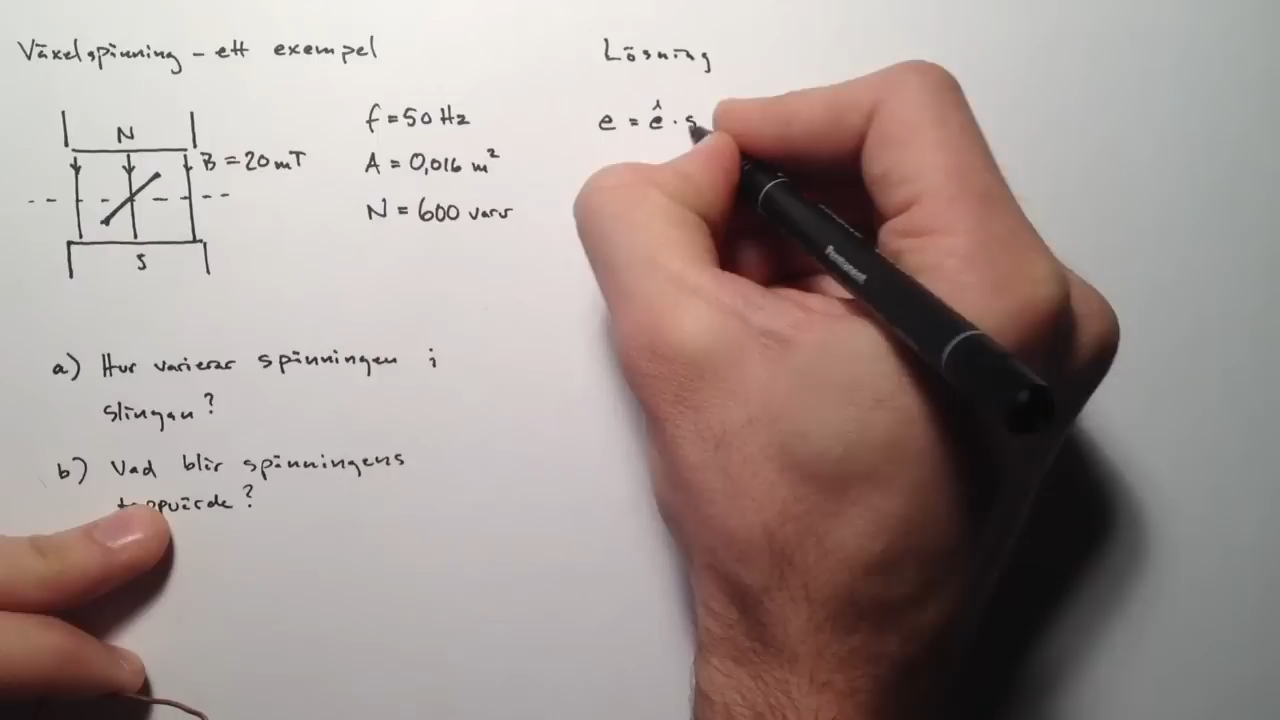 Växelspänning – ett exempel
N
B = 20 mT
S
f = 50 Hz
A = 0,016 m²
N = 600 varv
a) Hur varierar spänningen i
slingan?
b) Vad blir spänningens
toppvärde?
Lösning
e = ê · s
Permanent